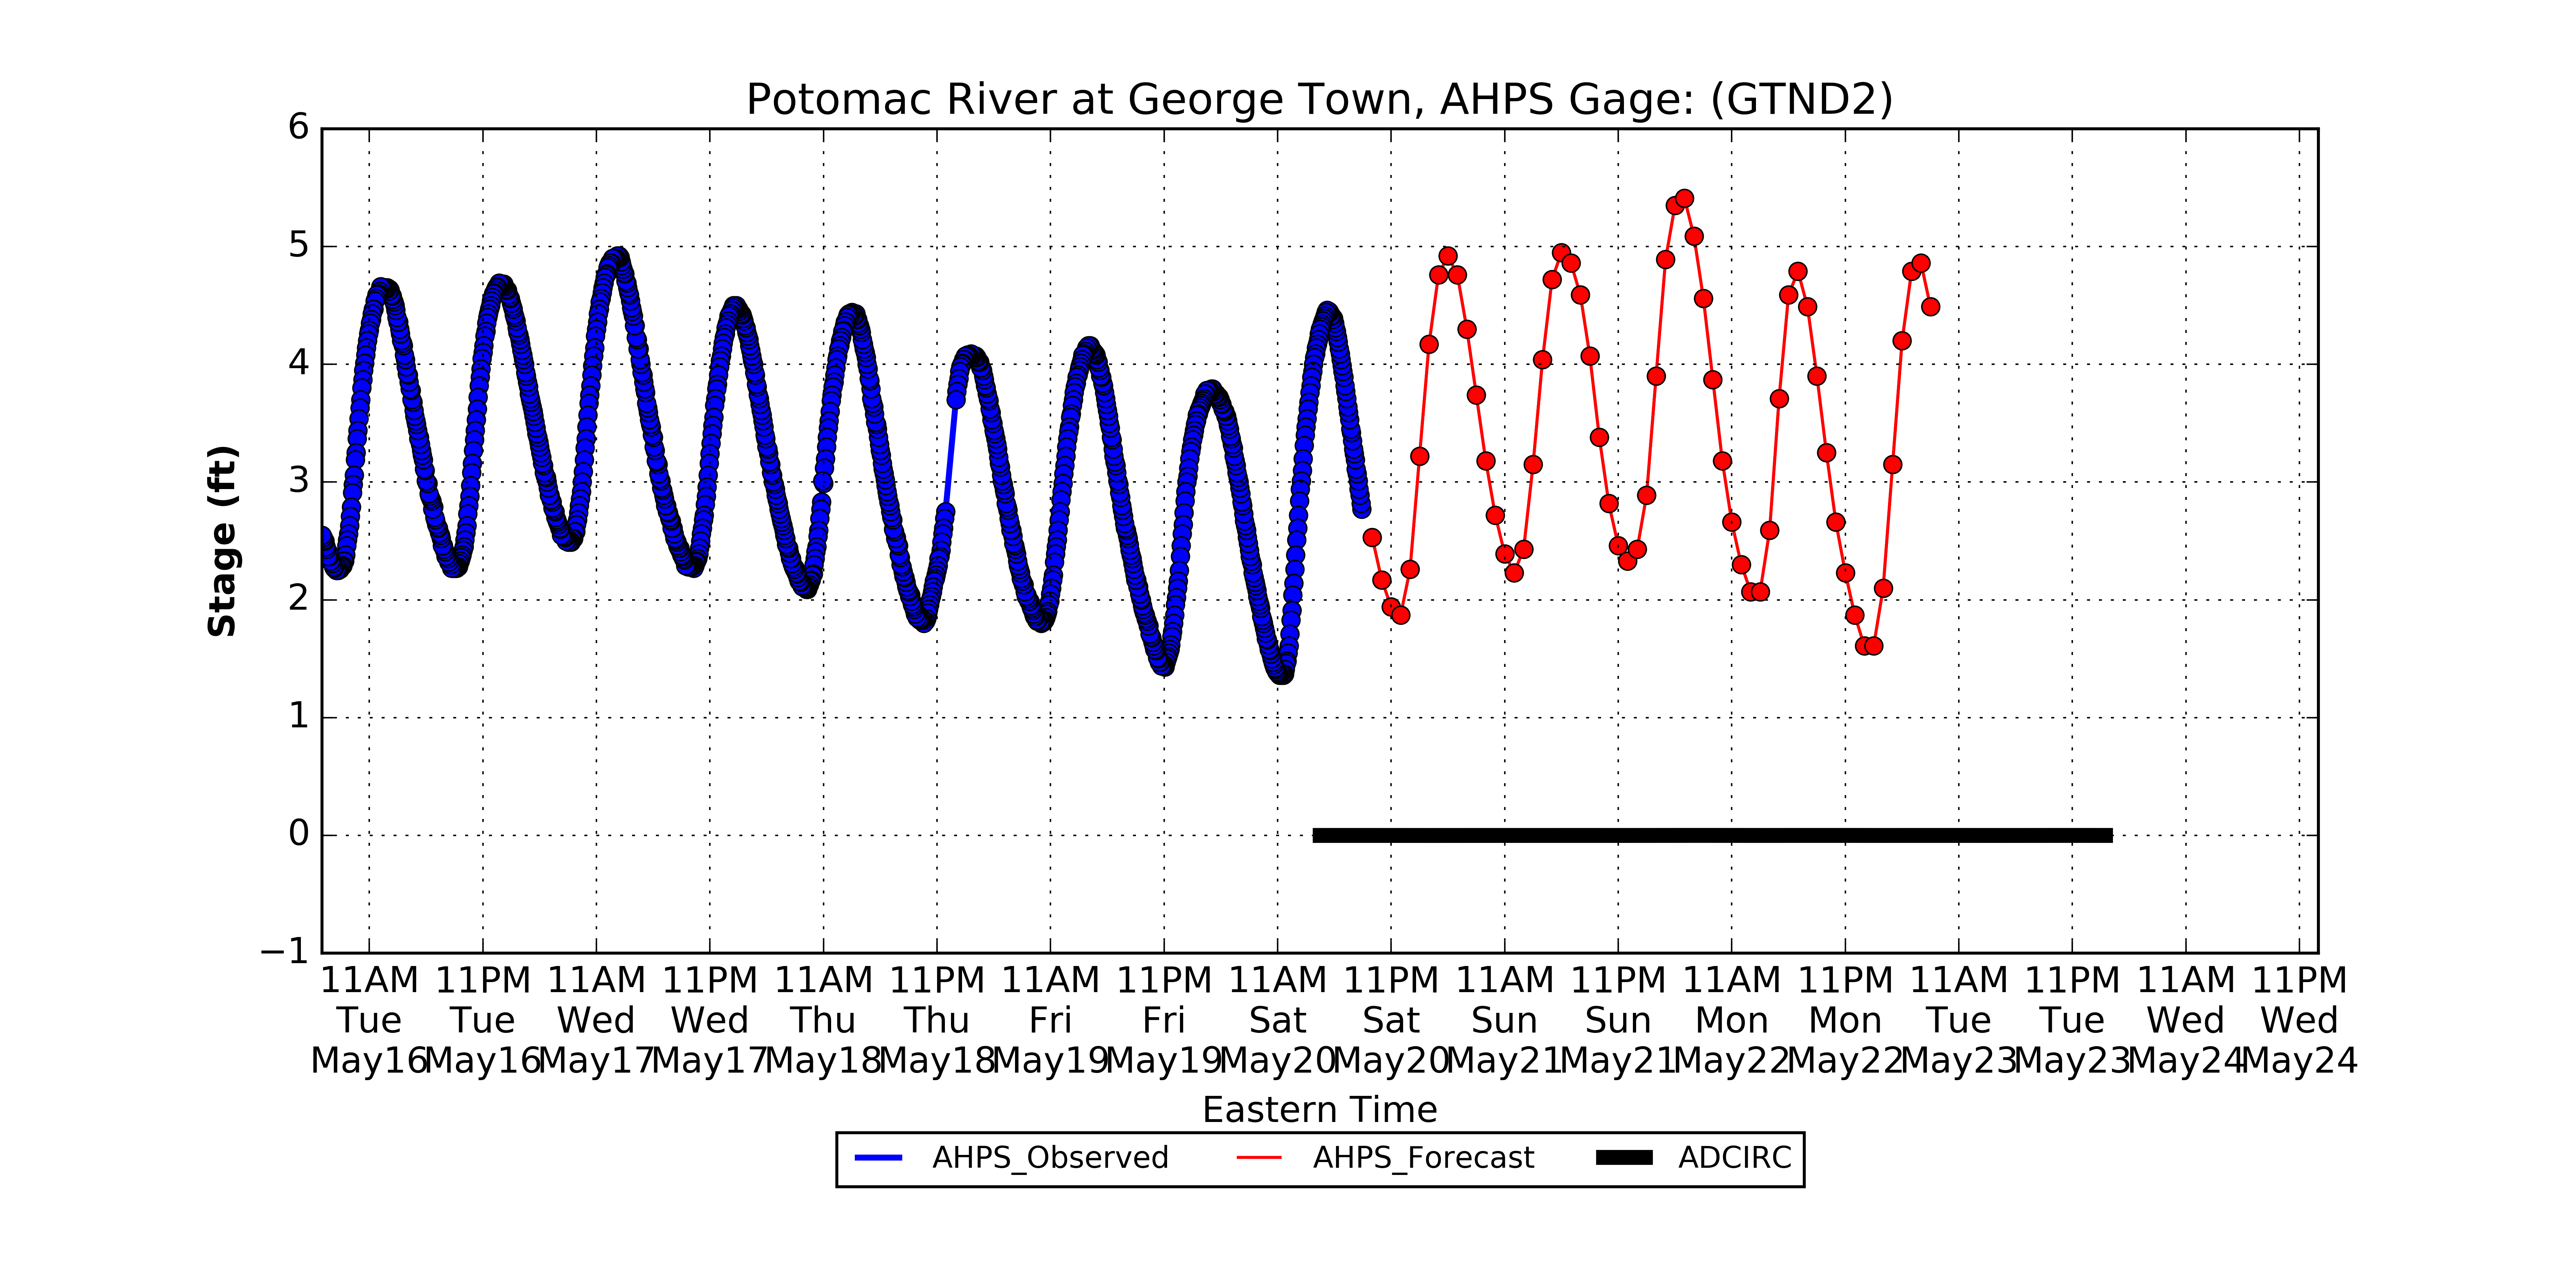 Potomac River at George Town, AHPS Gage: (GTND2)
6
5
4
3
2
1
0
−1
Stage (ft)
11AM 11PM 11AM 11PM 11AM 11PM 11AM 11PM 11AM 11PM 11AM 11PM 11AM 11PM 11AM 11PM 11AM 11PM
Tue Tue Wed Wed Thu Thu Fri Fri Sat Sat Sun Sun Mon Mon Tue Tue Wed Wed
May16 May16 May17 May17 May18 May18 May19 May19 May20 May20 May21 May21 May22 May22 May23 May23 May24 May24
Eastern Time
AHPS_Observed AHPS_Forecast ADCIRC